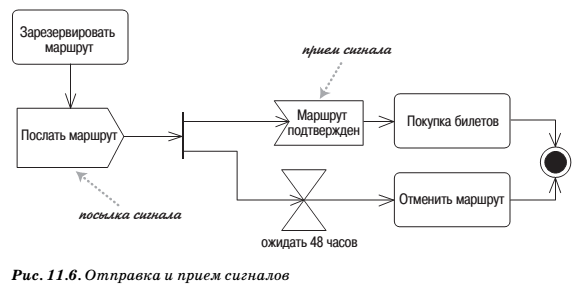 Зарезервировать
маршрут
прием сигнала
Послать маршрут
Маршрут
подтвержден
Покупка билетов
посылка сигнала
Отменить маршрут
ожидать 48 часов
Рис. 11.6. Отправка и прием сигналов